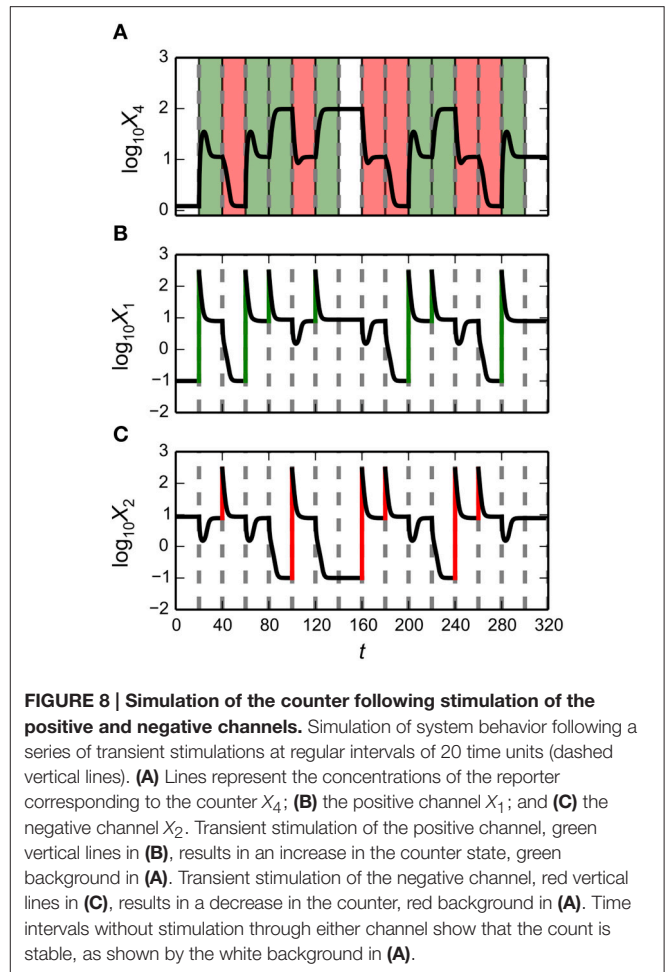 A
3
2
1
0
log₁₀X₄
B
3
2
1
0
−1
−2
log₁₀X₁
C
3
2
1
0
−1
−2
log₁₀X₂
0 40 80 120 160 200 240 280 320
t
FIGURE 8 | Simulation of the counter following stimulation of the
positive and negative channels. Simulation of system behavior following a
series of transient stimulations at regular intervals of 20 time units (dashed
vertical lines). (A) Lines represent the concentrations of the reporter
corresponding to the counter X₄; (B) the positive channel X₁; and (C) the
negative channel X₂. Transient stimulation of the positive channel, green
vertical lines in (B), results in an increase in the counter state, green
background in (A). Transient stimulation of the negative channel, red vertical
lines in (C), results in a decrease in the counter, red background in (A). Time
intervals without stimulation through either channel show that the count is
stable, as shown by the white background in (A).